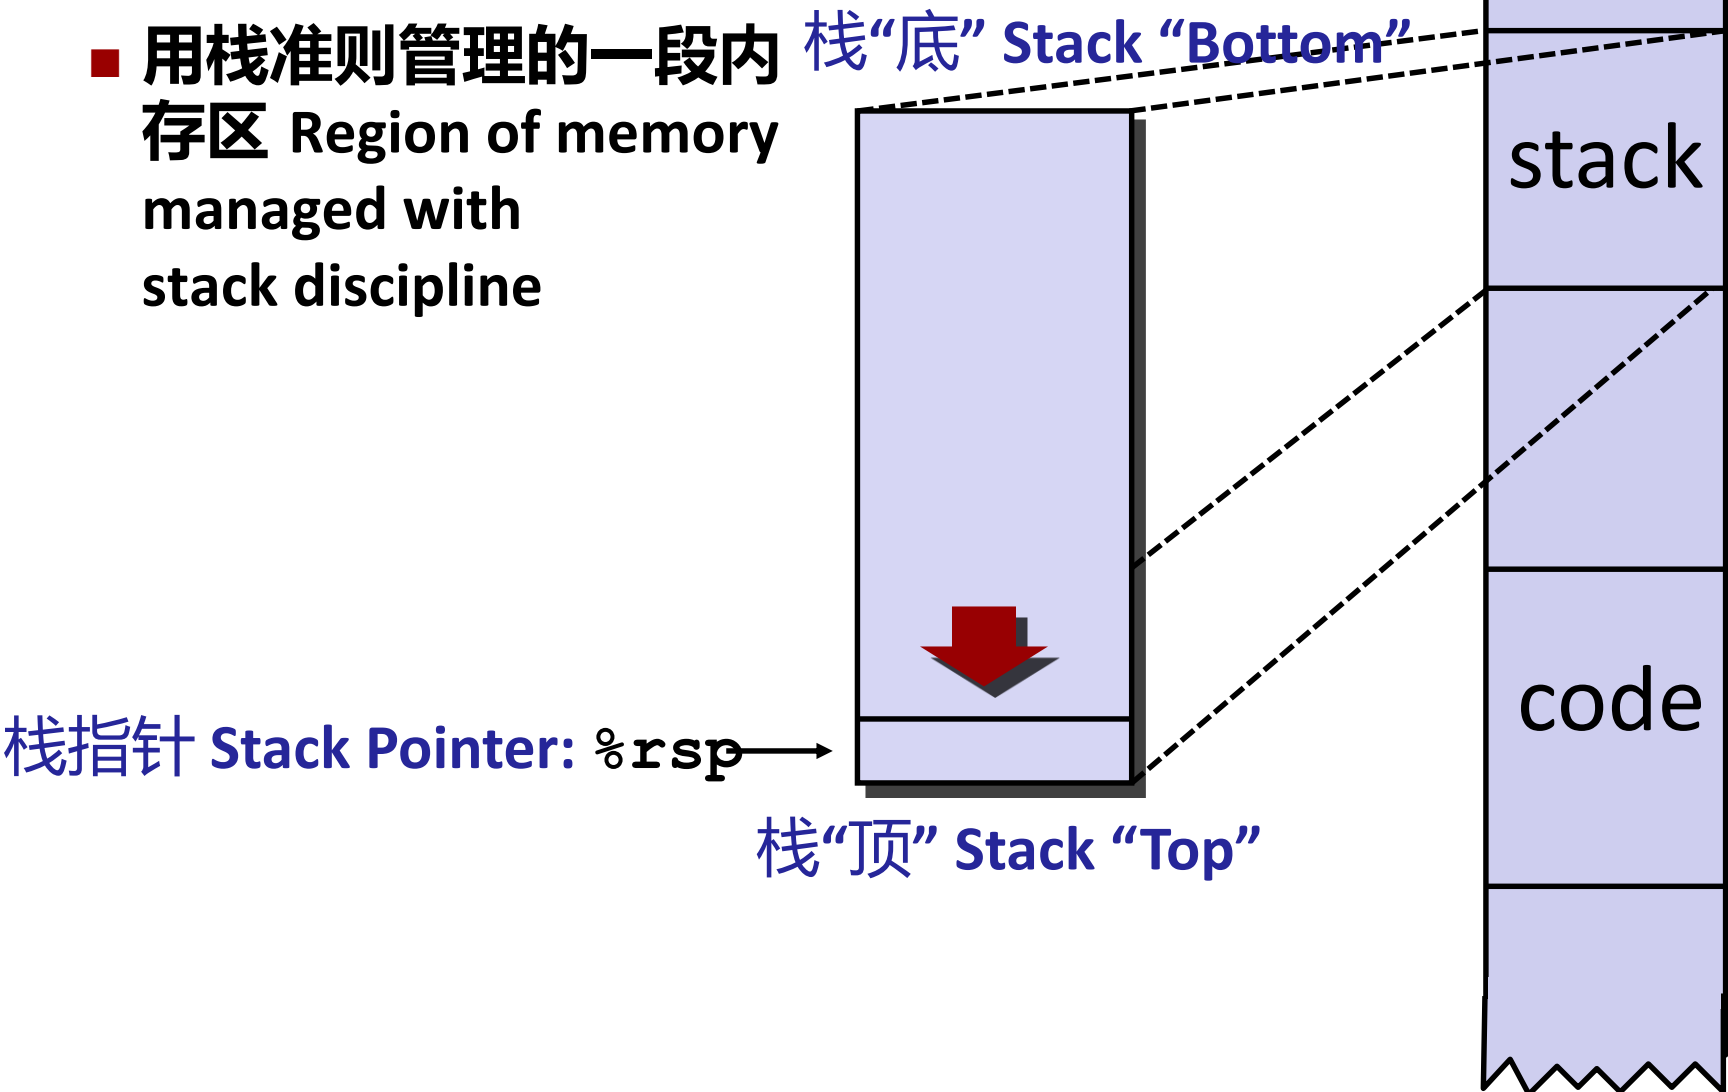 用栈准则管理的一段内
存区 Region of memory
managed with
stack discipline
栈“底” Stack “Bottom”
stack
code
栈指针 Stack Pointer: %rsp
栈“顶” Stack “Top”